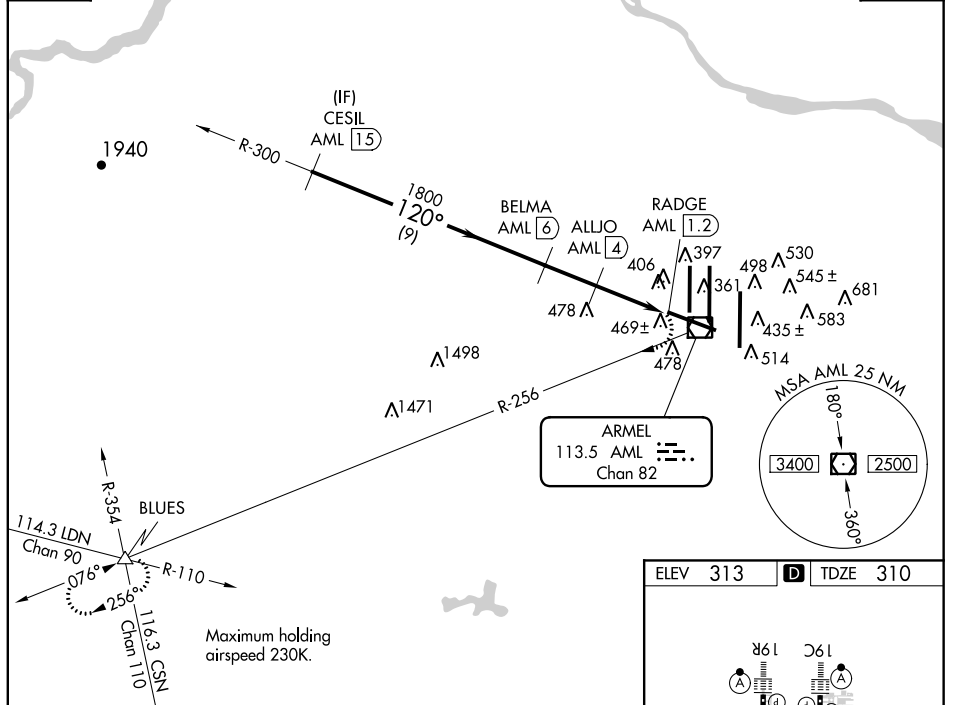 (IF)
CESIL
AML 15
R-300
1940
1800
120°
(9)
BELMA
AML 6
ALIJO
AML 4
RADGE
AML 1.2
397
406
361
498
530
545 ±
681
583
435 ±
514
478
469±
478
1498
1471
R-256
ARMEL
113.5 AML
Chan 82
MSA AML 25 NM
180°
3400
2500
360°
R-354
BLUES
114.3 LDN
Chan 90
R-110
076°
256°
116.3 CSN
Chan 110
Maximum holding
airspeed 230K.
ELEV 313 D TDZE 310
19R
19C
A
A
P